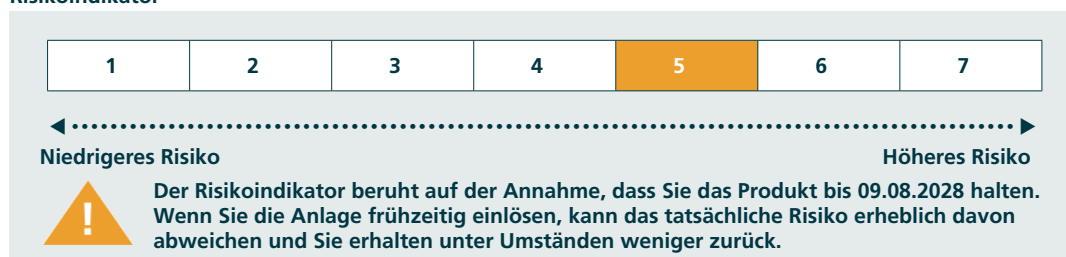 Risikoindikator
1 2 3 4 5 6 7
Niedrigeres Risiko Höheres Risiko
! Der Risikoindikator beruht auf der Annahme, dass Sie das Produkt bis 09.08.2028 halten.
Wenn Sie die Anlage frühzeitig einlösen, kann das tatsächliche Risiko erheblich davon
abweichen und Sie erhalten unter Umständen weniger zurück.